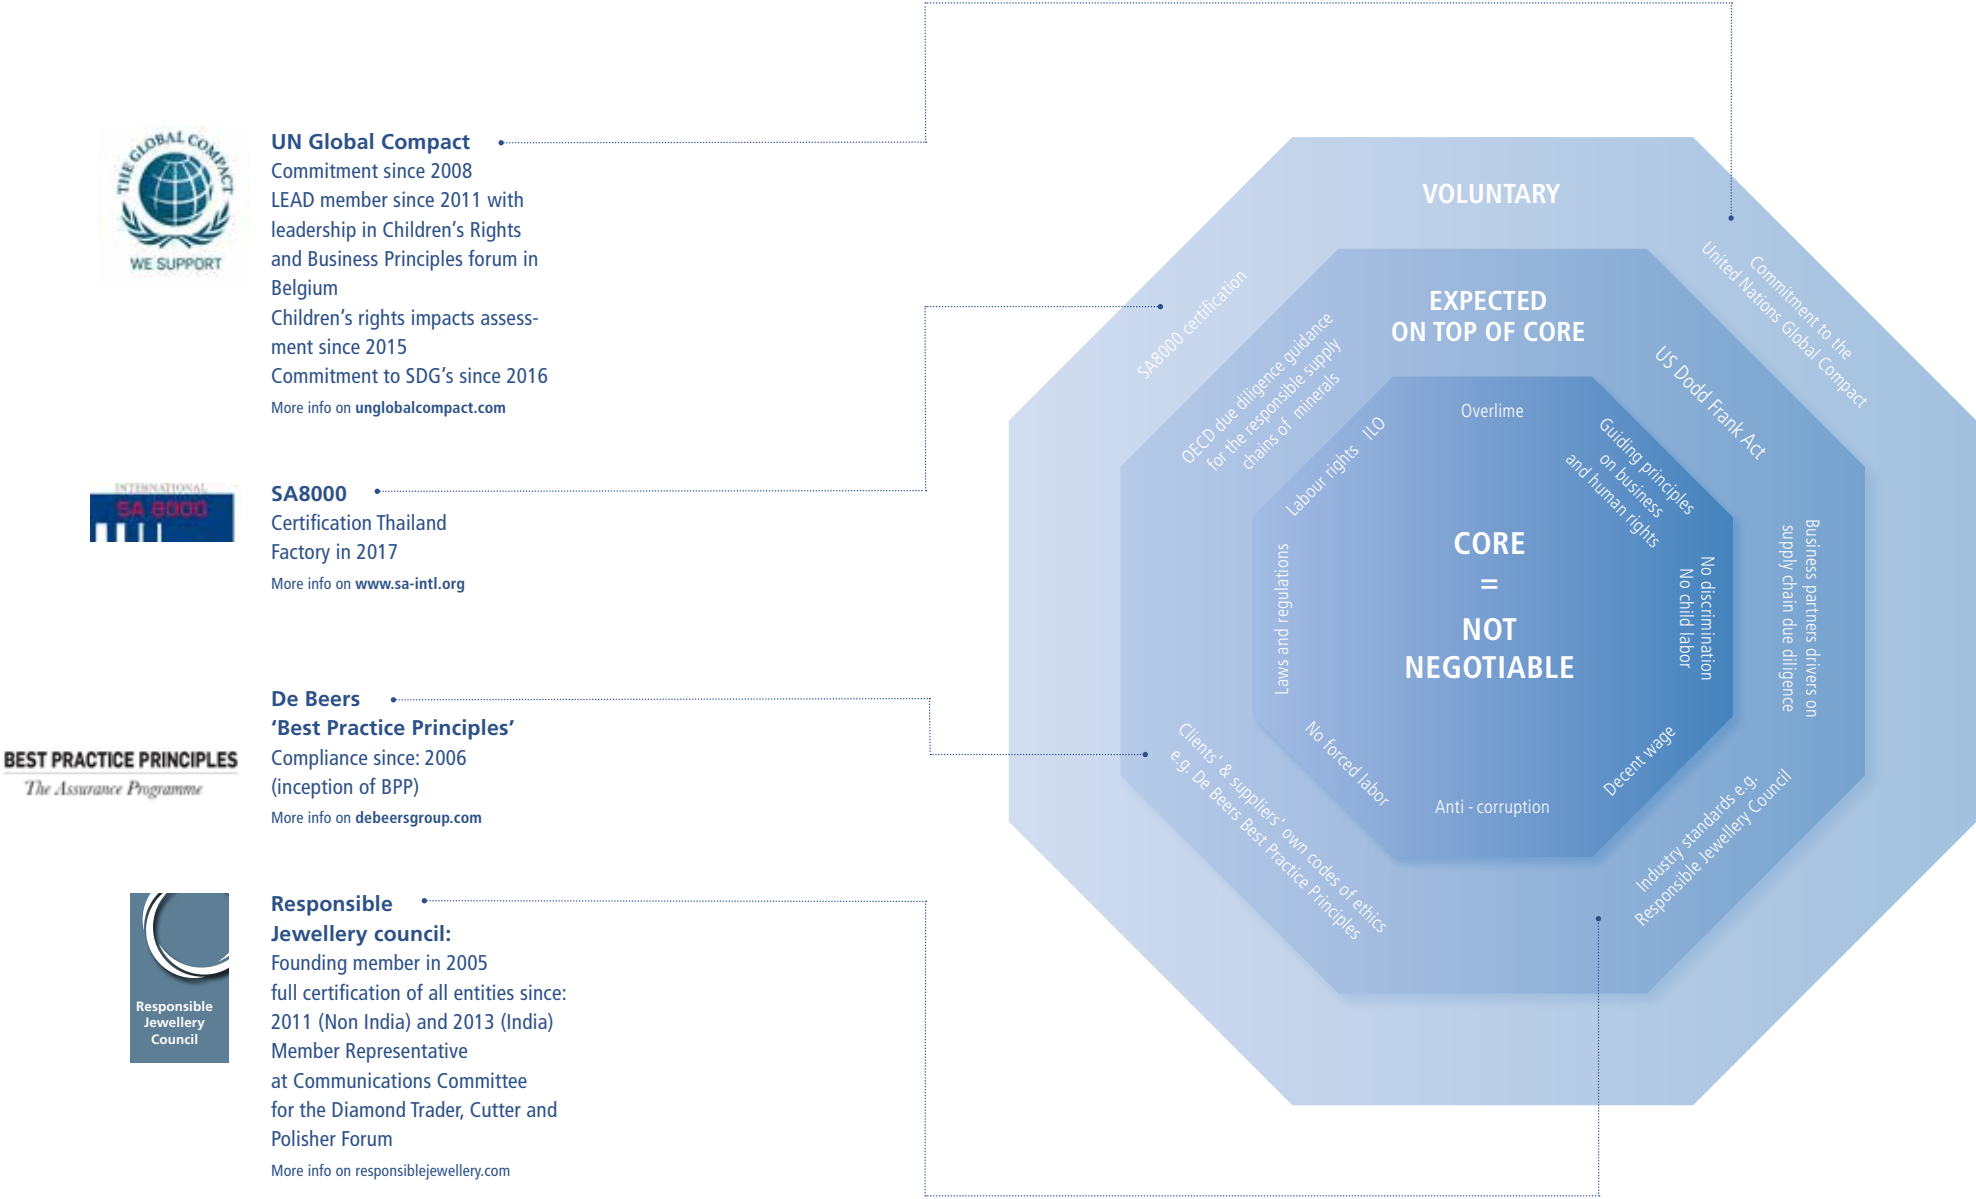 THE GLOBAL COMPACT
WE SUPPORT
UN Global Compact
Commitment since 2008
LEAD member since 2011 with
leadership in Children’s Rights
and Business Principles forum in
Belgium
Children’s rights impacts assess-
ment since 2015
Commitment to SDG’s since 2016
More info on unglobalcompact.com
INTERNATIONAL
SA 8000
SA8000
Certification Thailand
Factory in 2017
More info on www.sa-intl.org
BEST PRACTICE PRINCIPLES
The Assurance Programme
De Beers
‘Best Practice Principles’
Compliance since: 2006
(inception of BPP)
More info on debeersgroup.com
Responsible
Jewellery
Council
Responsible
Jewellery council:
Founding member in 2005
full certification of all entities since:
2011 (Non India) and 2013 (India)
Member Representative
at Communications Committee
for the Diamond Trader, Cutter and
Polisher Forum
More info on responsiblejewellery.com
VOLUNTARY
SA8000 certification
Commitment to the
United Nations Global Compact
EXPECTED
ON TOP OF CORE
OECD due diligence guidance
for the responsible supply
chains of minerals
US Dodd Frank Act
Business partners drivers on
supply chain due diligence
Industry standards e.g.
Responsible Jewellery Council
Clients’ & suppliers’ own codes of ethics
e.g. De Beers Best Practice Principles
Overlime
Labour rights ILO
Guiding principles
on business
and human rights
Laws and regulations
No discrimination
No child labor
CORE
=
NOT
NEGOTIABLE
No forced labor
Anti - corruption
Decent wage